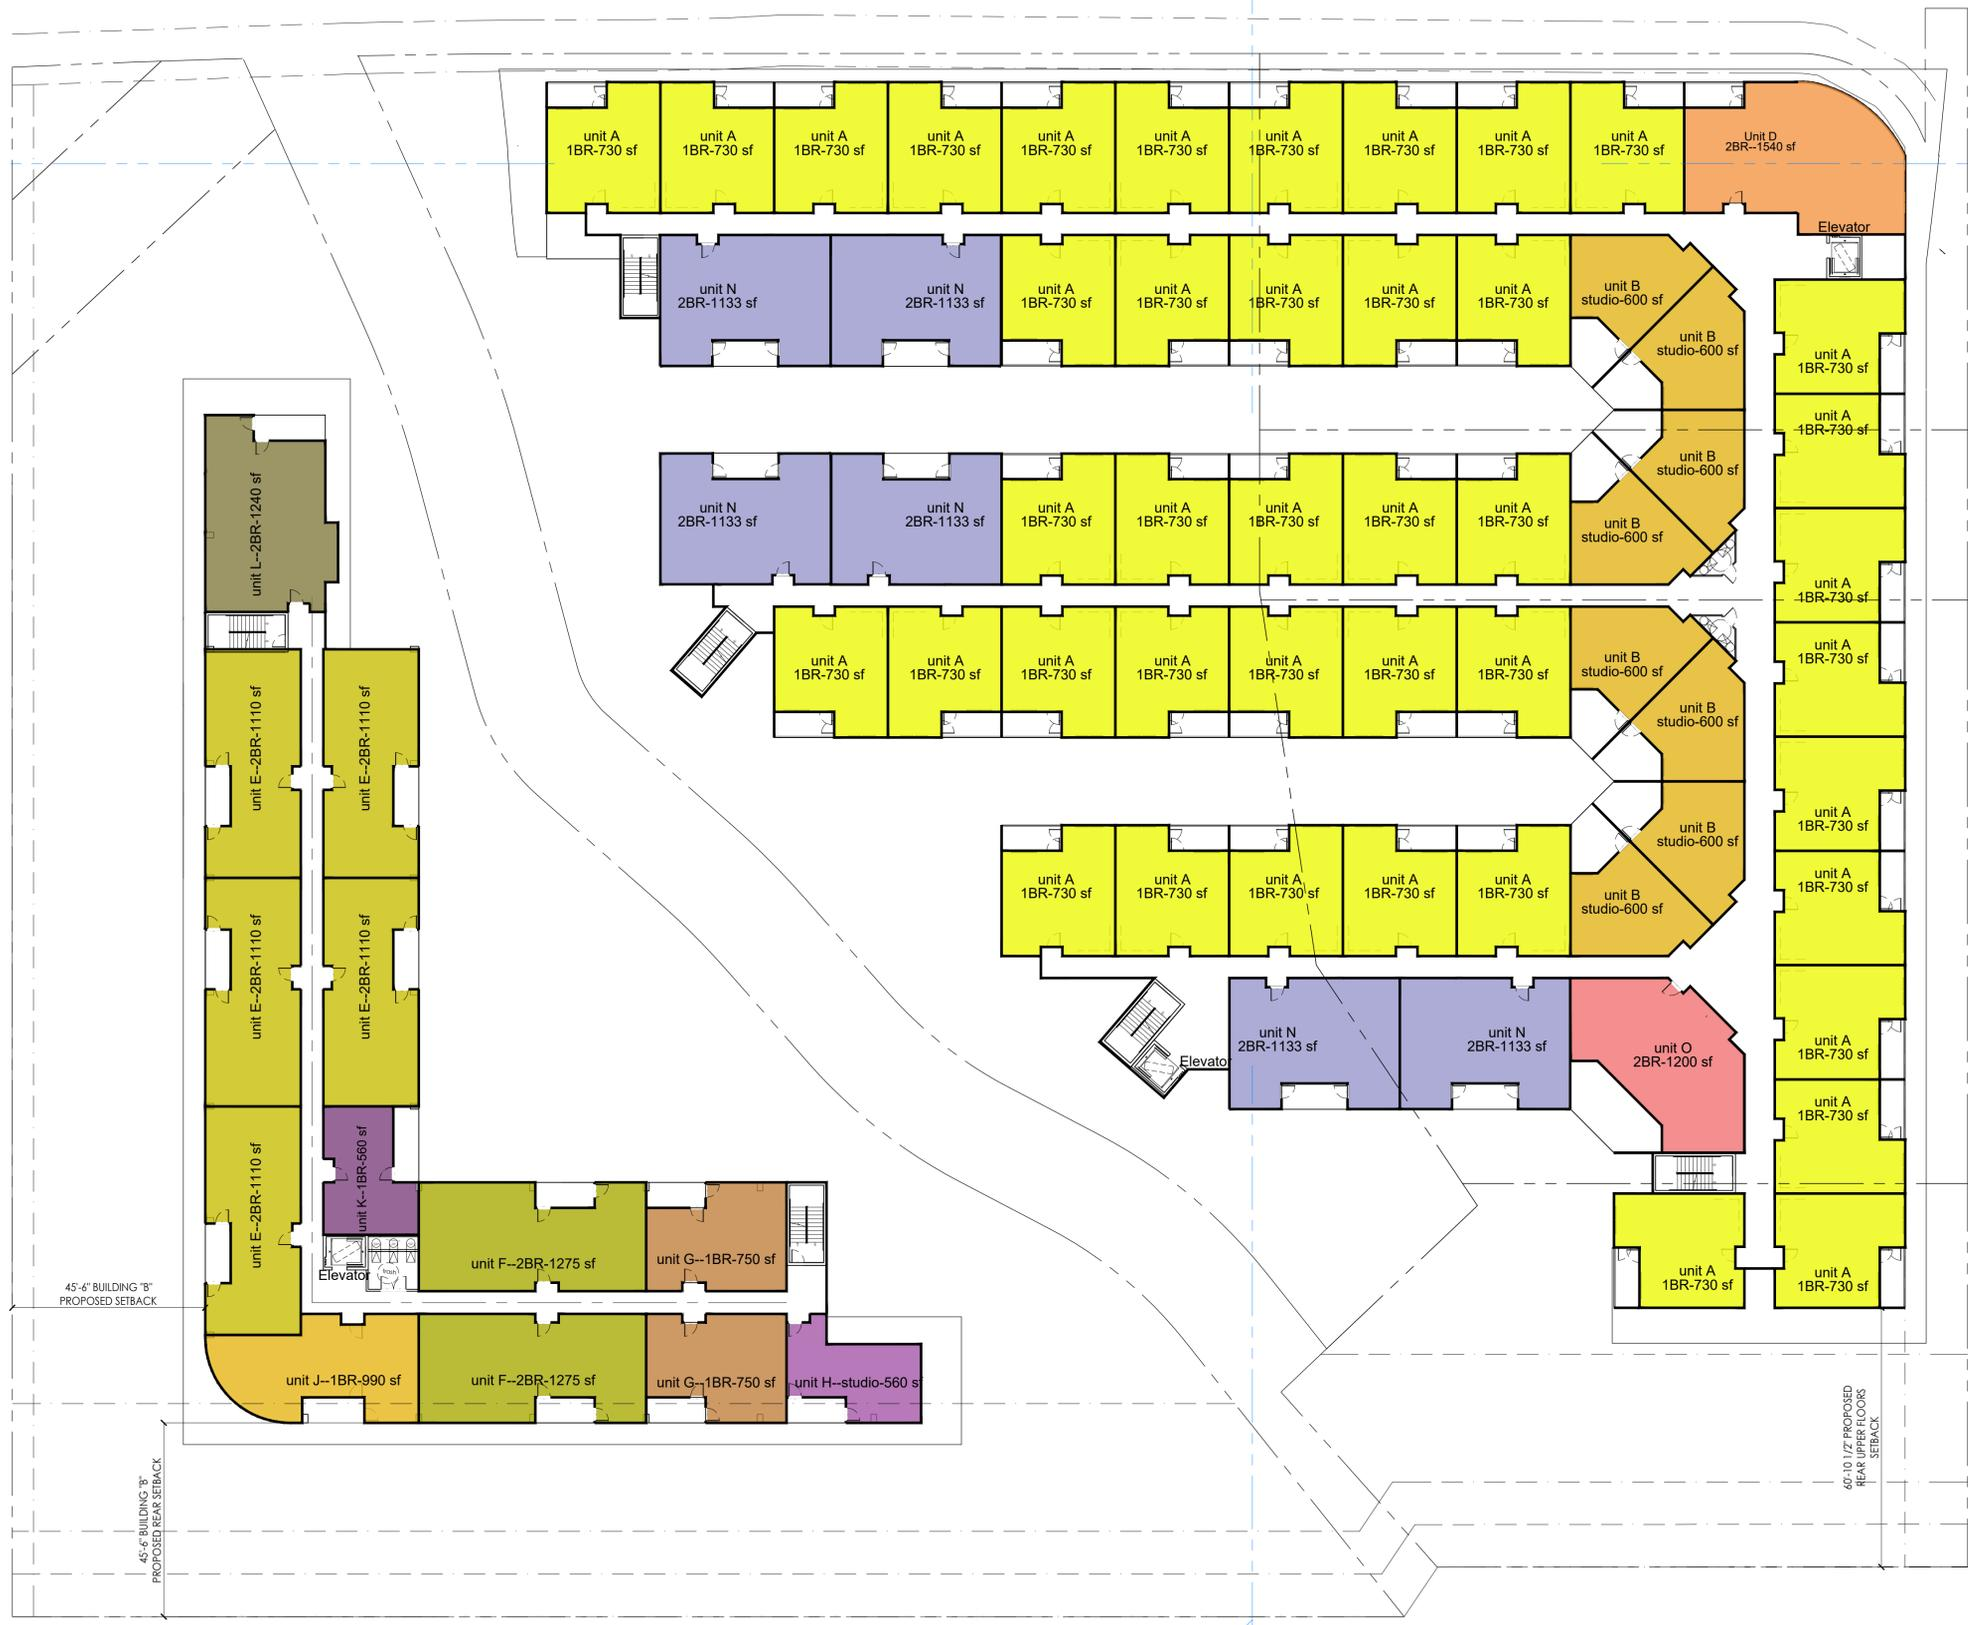 unit A
1BR-730 sf
unit A
1BR-730 sf
unit A
1BR-730 sf
unit A
1BR-730 sf
unit A
1BR-730 sf
unit A
1BR-730 sf
unit A
1BR-730 sf
unit A
1BR-730 sf
unit A
1BR-730 sf
unit A
1BR-730 sf
Unit D
2BR--1540 sf
Elevator
unit N
2BR-1133 sf
unit N
2BR-1133 sf
unit A
1BR-730 sf
unit A
1BR-730 sf
unit A
1BR-730 sf
unit A
1BR-730 sf
unit A
1BR-730 sf
unit B
studio-600 sf
unit B
studio-600 sf
unit N
2BR-1133 sf
unit N
2BR-1133 sf
unit A
1BR-730 sf
unit A
1BR-730 sf
unit A
1BR-730 sf
unit A
1BR-730 sf
unit A
1BR-730 sf
unit B
studio-600 sf
unit B
studio-600 sf
unit A
1BR-730 sf
unit A
1BR-730 sf
unit A
1BR-730 sf
unit A
1BR-730 sf
unit A
1BR-730 sf
unit A
1BR-730 sf
unit A
1BR-730 sf
unit B
studio-600 sf
unit B
studio-600 sf
unit A
1BR-730 sf
unit A
1BR-730 sf
unit A
1BR-730 sf
unit A
1BR-730 sf
unit A
1BR-730 sf
unit B
studio-600 sf
unit B
studio-600 sf
Elevator
unit N
2BR-1133 sf
unit N
2BR-1133 sf
unit O
2BR-1200 sf
unit A
1BR-730 sf
unit A
1BR-730 sf
unit A
1BR-730 sf
unit A
1BR-730 sf
unit A
1BR-730 sf
unit A
1BR-730 sf
unit A
1BR-730 sf
unit A
1BR-730 sf
unit A
1BR-730 sf
unit A
1BR-730 sf
unit L--2BR-1240 sf
unit E--2BR-1110 sf
unit E--2BR-1110 sf
unit E--2BR-1110 sf
unit E--2BR-1110 sf
unit E--2BR-1110 sf
unit K--1BR-560 sf
Elevator
trash
unit F--2BR-1275 sf
unit G--1BR-750 sf
unit J--1BR-990 sf
unit F--2BR-1275 sf
unit G--1BR-750 sf
unit H--studio-560 sf
45'-6" BUILDING "B"
PROPOSED SETBACK
45'-6" BUILDING "B"
PROPOSED REAR SETBACK
60'-10 1/2" PROPOSED
REAR UPPER FLOORS
SETBACK